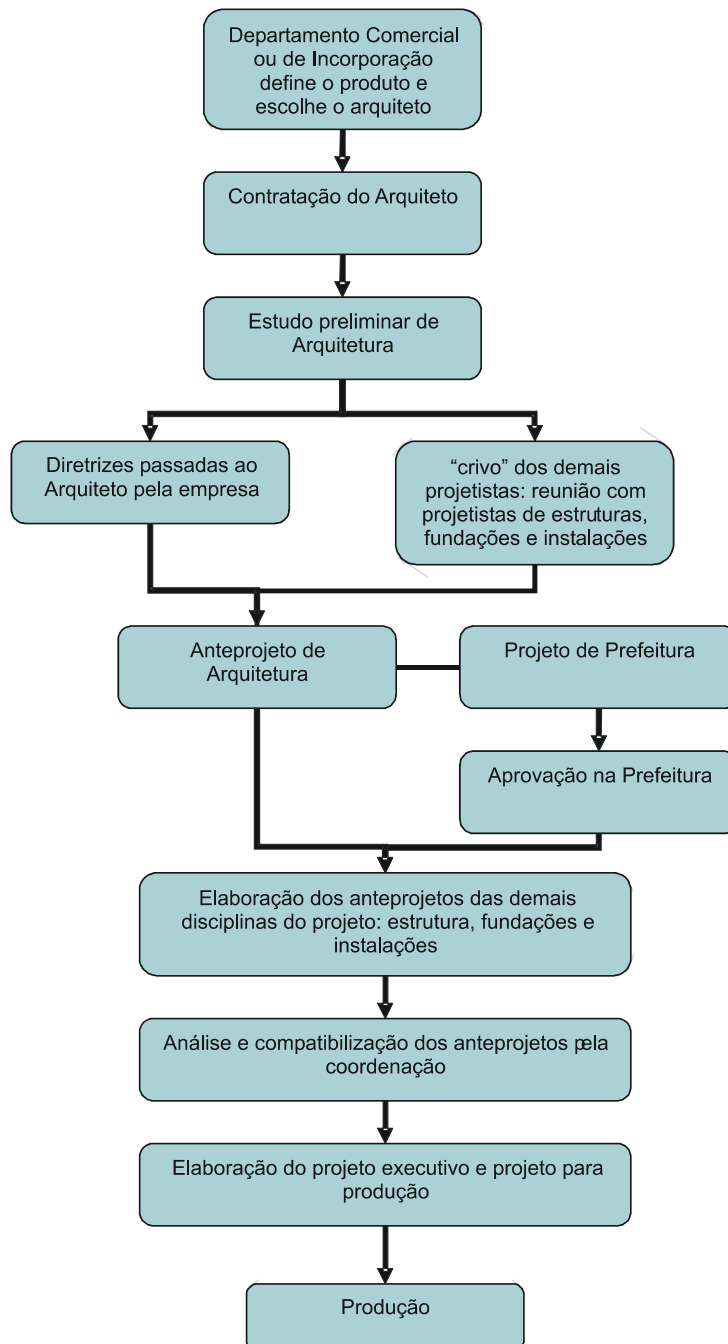 Departamento Comercial
ou de Incorporação
define o produto e
escolhe o arquiteto
Contratação do Arquiteto
Estudo preliminar de
Arquitetura
Diretrizes passadas ao
Arquiteto pela empresa
“crivo” dos demais
projetistas: reunião com
projetistas de estruturas,
fundações e instalações
Anteprojeto de
Arquitetura
Projeto de Prefeitura
Aprovação na Prefeitura
Elaboração dos anteprojetos das demais
disciplinas do projeto: estrutura, fundações e
instalações
Análise e compatibilização dos anteprojetos pela
coordenação
Elaboração do projeto executivo e projeto para
produção
Produção